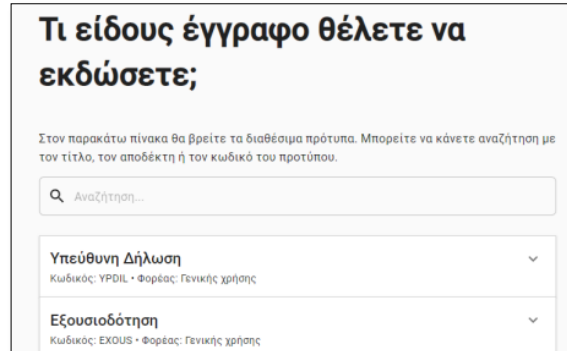 Τι είδους έγγραφο θέλετε να
εκδώσετε;
Στον παρακάτω πίνακα θα βρείτε τα διαθέσιμα πρότυπα. Μπορείτε να κάνετε αναζήτηση με
τον τίτλο, τον αποδέκτη ή τον κωδικό του προτύπου.
Αναζήτηση...
Υπεύθυνη Δήλωση
Κωδικός: YPDIL • Φορέας: Γενικής χρήσης
Εξουσιοδότηση
Κωδικός: EXOUS • Φορέας: Γενικής χρήσης